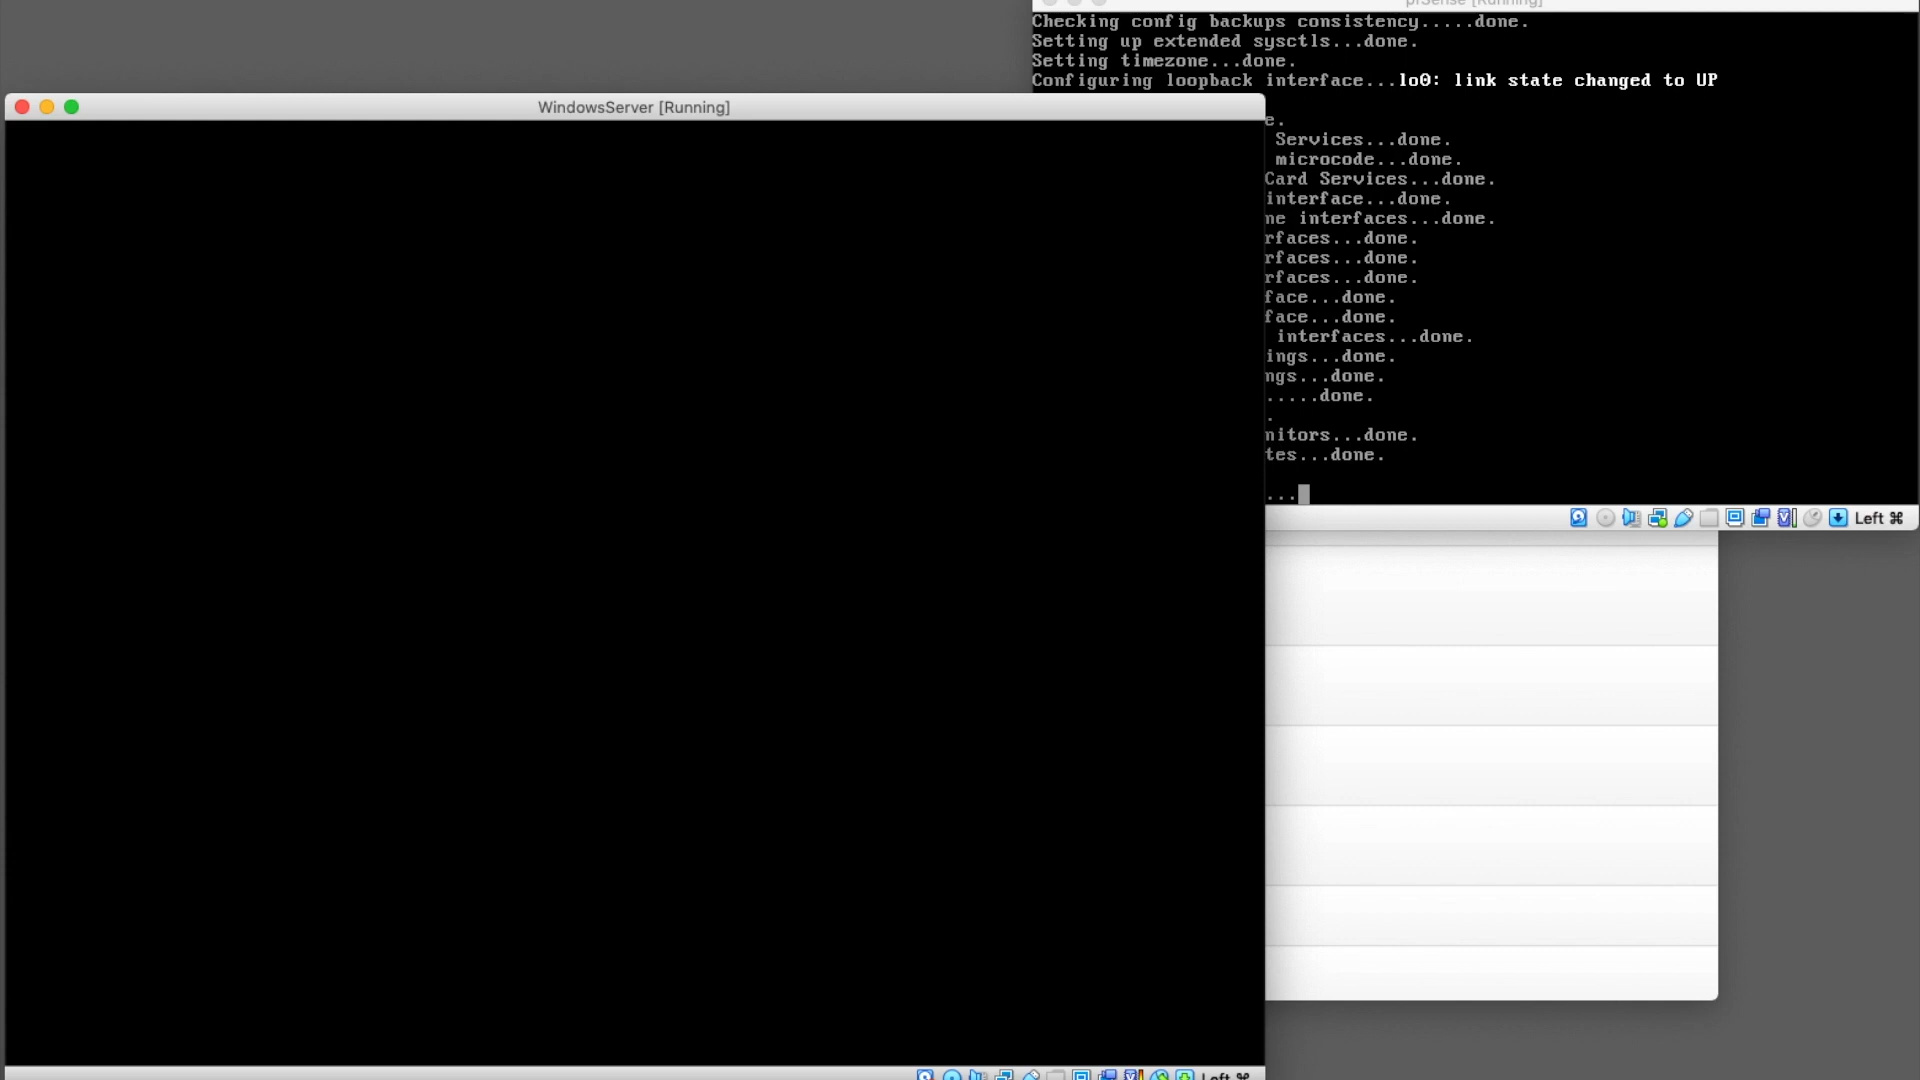 pfSense [Running]
Checking config backups consistency.....done.
Setting up extended sysctls...done.
Setting timezone...done.
Configuring loopback interface...lo0: link state changed to UP
WindowsServer [Running]
e.
Services...done.
microcode...done.
Card Services...done.
interface...done.
ne interfaces...done.
rfaces...done.
rfaces...done.
rfaces...done.
face...done.
face...done.
interfaces...done.
ings...done.
ngs...done.
.....done.
.
nitors...done.
tes...done.
...
Left ⌘
Left ⌘